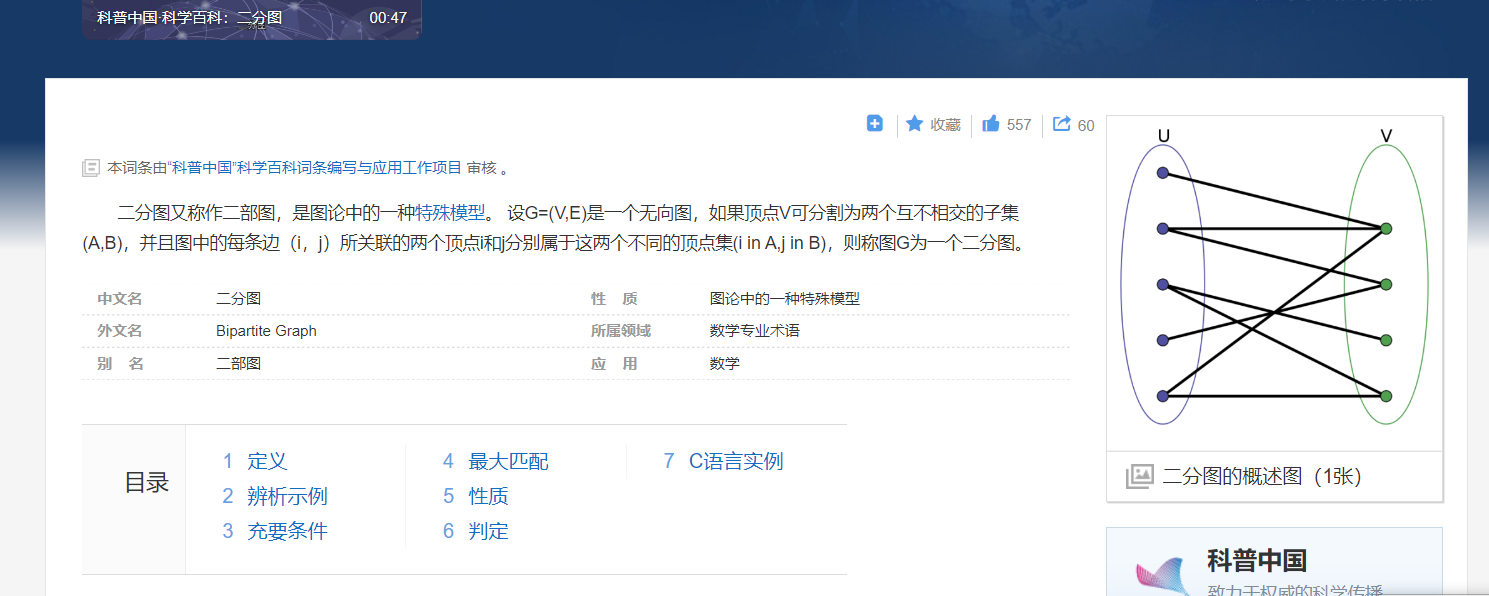 科普中国·科学百科：二分图
00:47
收藏
557
60
本词条由“科普中国”科学百科词条编写与应用工作项目 审核 。
二分图又称作二部图，是图论中的一种特殊模型。 设G=(V,E)是一个无向图，如果顶点V可分割为两个互不相交的子集
(A,B)，并且图中的每条边（i，j）所关联的两个顶点i和j分别属于这两个不同的顶点集(i in A,j in B)，则称图G为一个二分图。
中文名 二分图 性 质 图论中的一种特殊模型
外文名 Bipartite Graph 所属领域 数学专业术语
别 名 二部图 应 用 数学
目录
1 定义
2 辨析示例
3 充要条件
4 最大匹配
5 性质
6 判定
7 C语言实例
U
V
二分图的概述图（1张）
科普中国
致力于权威的科学传播